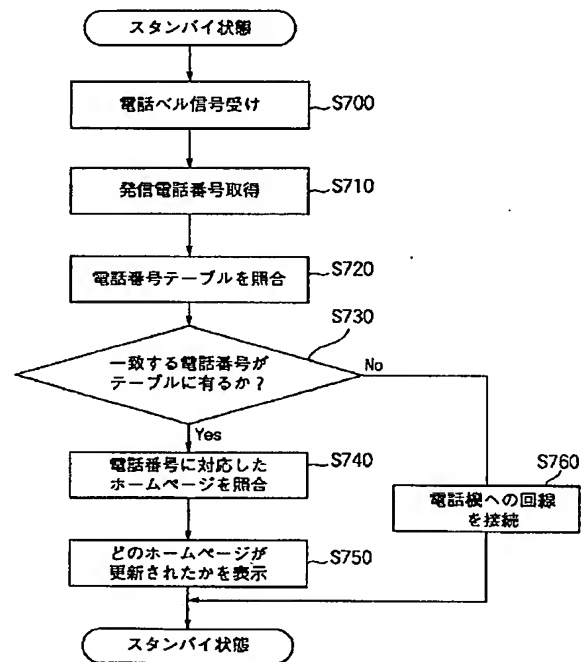 スタンバイ状態
電話ベル信号受け
S700
発信電話番号取得
S710
電話番号テーブルを照合
S720
S730
一致する電話番号が
テーブルに有るか？
No
Yes
電話番号に対応した
ホームページを照合
S740
S760
電話機への回線
を接続
どのホームページが
更新されたかを表示
S750
スタンバイ状態